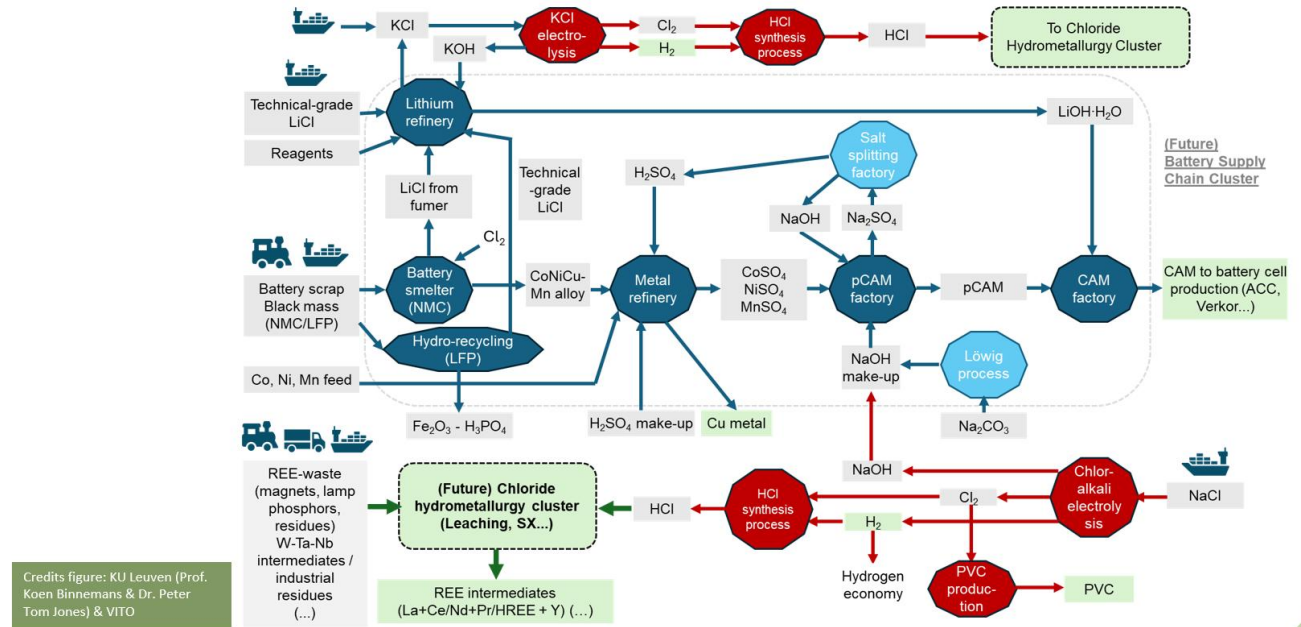 KCl
KCl
electro-
lysis
Cl2
H2
HCl
synthesis
process
HCl
To Chloride
Hydrometallurgy Cluster
KOH
Technical-grade
LiCl
Reagents
Lithium
refinery
LiOH·H2O
(Future)
Battery Supply
Chain Cluster
LiCl from
fumer
Technical
-grade
LiCl
H2SO4
Salt
splitting
factory
NaOH
Na2SO4
Cl2
Battery scrap
Black mass
(NMC/LFP)
Battery
smelter
(NMC)
CoNiCu-
Mn alloy
Metal
refinery
CoSO4
NiSO4
MnSO4
pCAM
factory
pCAM
CAM
factory
CAM to battery cell
production (ACC,
Verkor...)
Hydro-recycling
(LFP)
NaOH
make-up
Löwig
process
Co, Ni, Mn feed
Fe2O3 - H3PO4
H2SO4 make-up
Cu metal
Na2CO3
REE-waste
(magnets, lamp
phosphors,
residues)
W-Ta-Nb
intermediates /
industrial
residues
(...)
(Future) Chloride
hydrometallurgy cluster
(Leaching, SX...)
HCl
HCl
synthesis
process
NaOH
Cl2
H2
Chlor-
alkali electrol
ysis
NaCl
Hydrogen
economy
PVC
produc-
tion
PVC
REE intermediates
(La+Ce/Nd+Pr/HREE + Y) (...)
Credits figure: KU Leuven (Prof.
Koen Binnemans & Dr. Peter
Tom Jones) & VITO